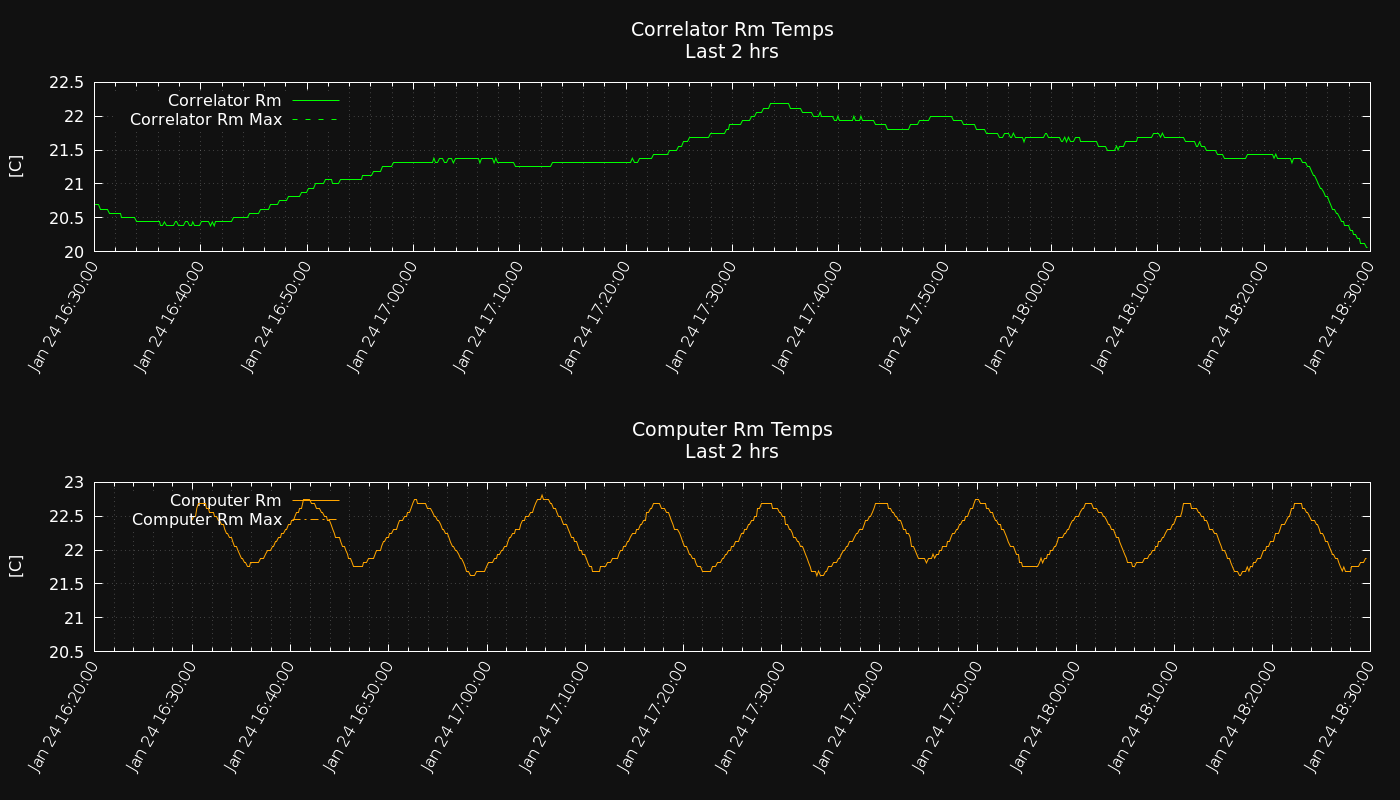 Correlator Rm Temps
Last 2 hrs
22.5
22
21.5
21
20.5
20
[C]
Correlator Rm
Correlator Rm Max
Jan 24 16:30:00
Jan 24 16:40:00
Jan 24 16:50:00
Jan 24 17:00:00
Jan 24 17:10:00
Jan 24 17:20:00
Jan 24 17:30:00
Jan 24 17:40:00
Jan 24 17:50:00
Jan 24 18:00:00
Jan 24 18:10:00
Jan 24 18:20:00
Jan 24 18:30:00
Computer Rm Temps
Last 2 hrs
23
22.5
22
21.5
21
20.5
[C]
Computer Rm
Computer Rm Max
Jan 24 16:20:00
Jan 24 16:30:00
Jan 24 16:40:00
Jan 24 16:50:00
Jan 24 17:00:00
Jan 24 17:10:00
Jan 24 17:20:00
Jan 24 17:30:00
Jan 24 17:40:00
Jan 24 17:50:00
Jan 24 18:00:00
Jan 24 18:10:00
Jan 24 18:20:00
Jan 24 18:30:00